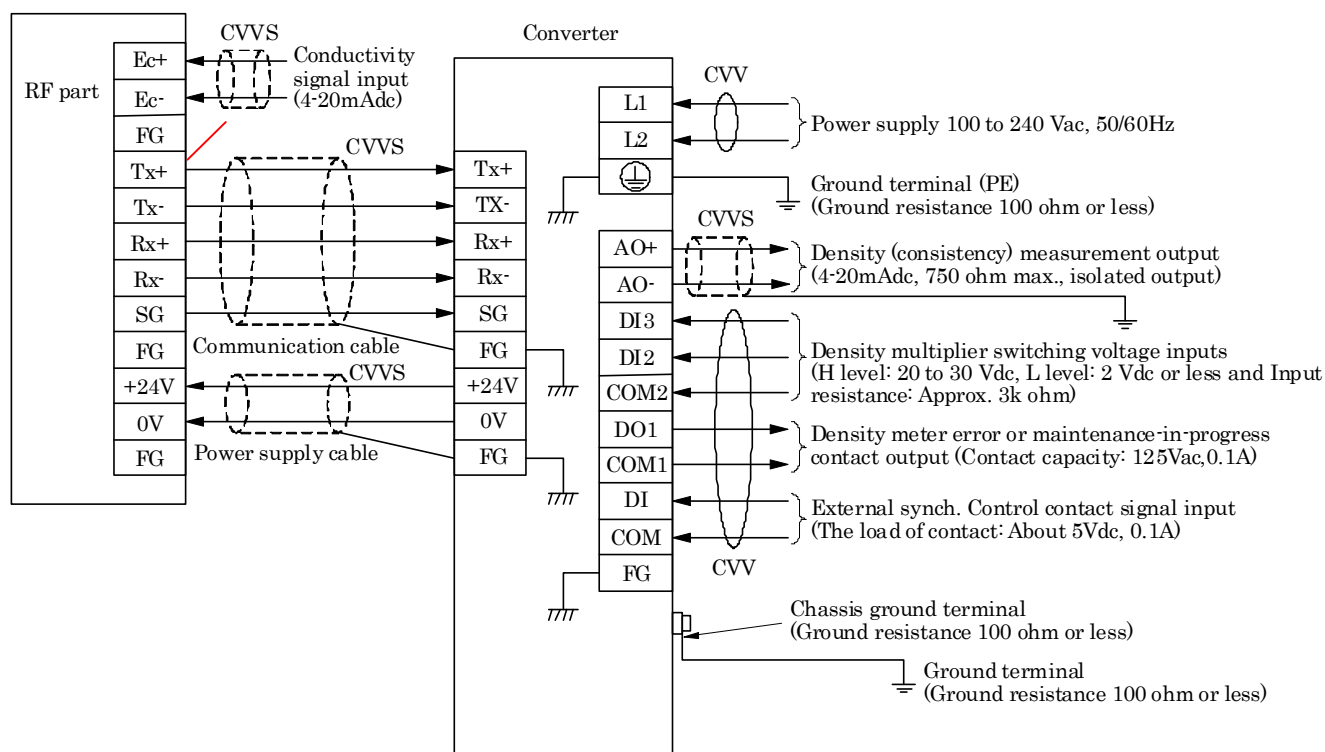 RF part
Ec+
Ec-
FG
Tx+
Tx-
Rx+
Rx-
SG
FG
+24V
0V
FG
CVVS
Conductivity
signal input
(4-20mAdc)
CVVS
Communication cable
CVVS
Power supply cable
Converter
Tx+
TX-
Rx+
Rx-
SG
FG
+24V
0V
FG
L1
L2
AO+
AO-
DI3
DI2
COM2
DO1
COM1
DI
COM
FG
CVV
Power supply 100 to 240 Vac, 50/60Hz
Ground terminal (PE)
(Ground resistance 100 ohm or less)
CVVS
Density (consistency) measurement output
(4-20mAdc, 750 ohm max., isolated output)
Density multiplier switching voltage inputs
(H level: 20 to 30 Vdc, L level: 2 Vdc or less and Input
resistance: Approx. 3k ohm)
Density meter error or maintenance-in-progress
contact output (Contact capacity: 125Vac,0.1A)
External synch. Control contact signal input
(The load of contact: About 5Vdc, 0.1A)
CVV
Chassis ground terminal
(Ground resistance 100 ohm or less)
Ground terminal
(Ground resistance 100 ohm or less)